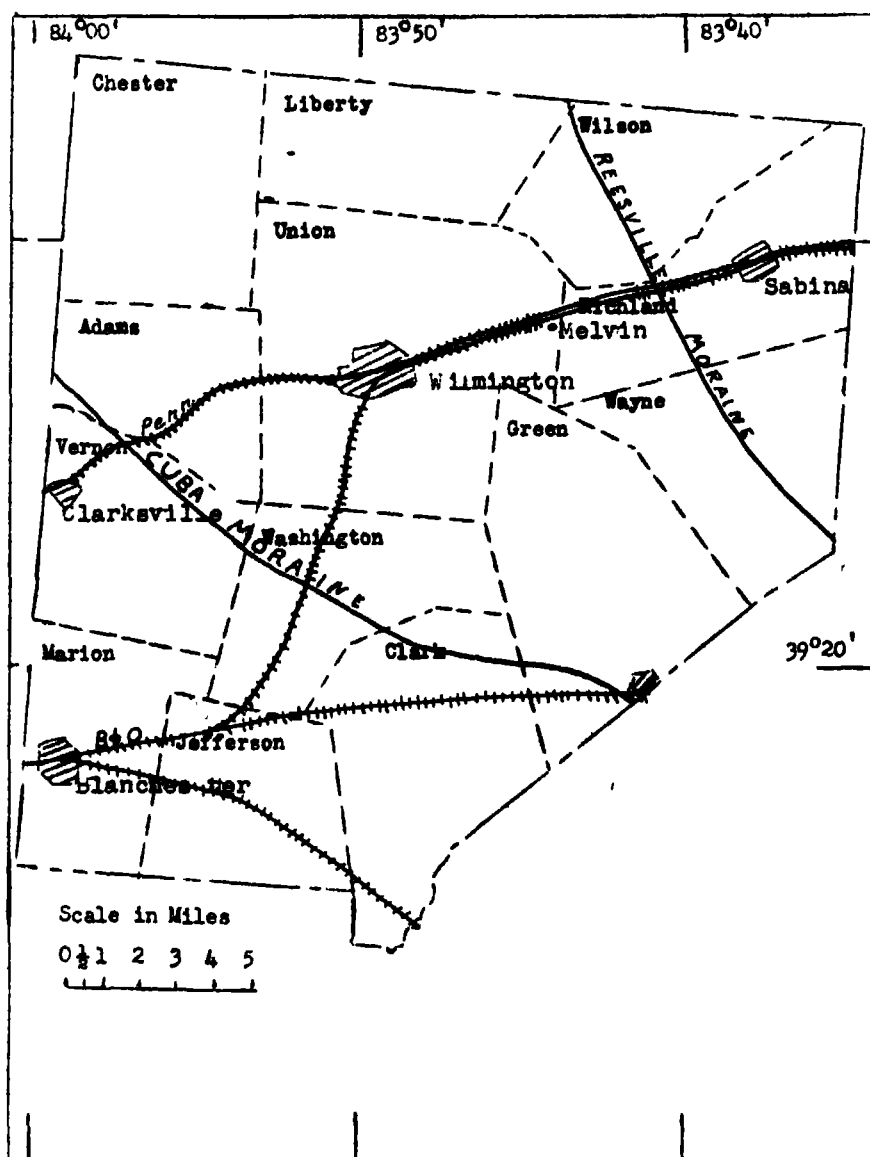 84°00' 83°50' 83°40'
Chester
Liberty
Wilson
REESVILLE MORAINE
Union
Sabina
Richland
Adams
Melvin
Wilmington
Penn
Wayne
Green
Vernon
Clarksville
CUBA MORAINE
Washington
Marion
Clark
39°20'
B&O
Jefferson
Scale in Miles
0 ½ 1 2 3 4 5